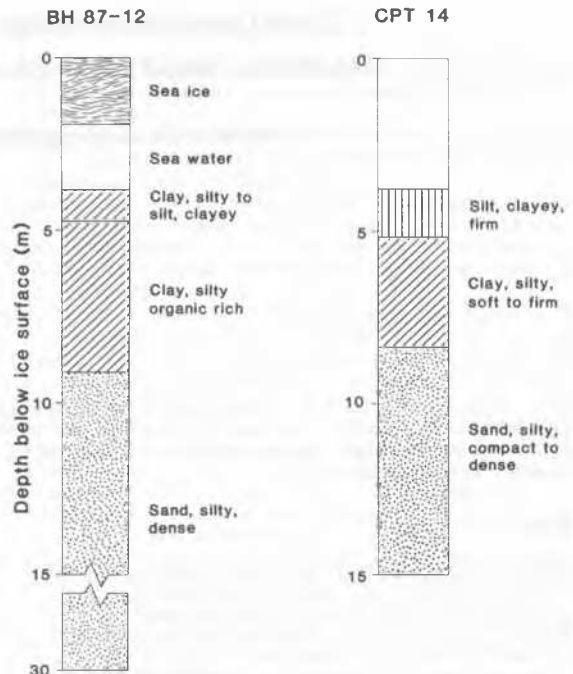 BH 87-12
CPT 14
0
Sea ice
Sea water
Clay, silty to
silt, clayey
5
Clay, silty
organic rich
10
Sand, silty,
dense
15
30
Depth below ice surface (m)
0
Silt, clayey,
firm
5
Clay, silty,
soft to firm
10
Sand, silty,
compact to
dense
15